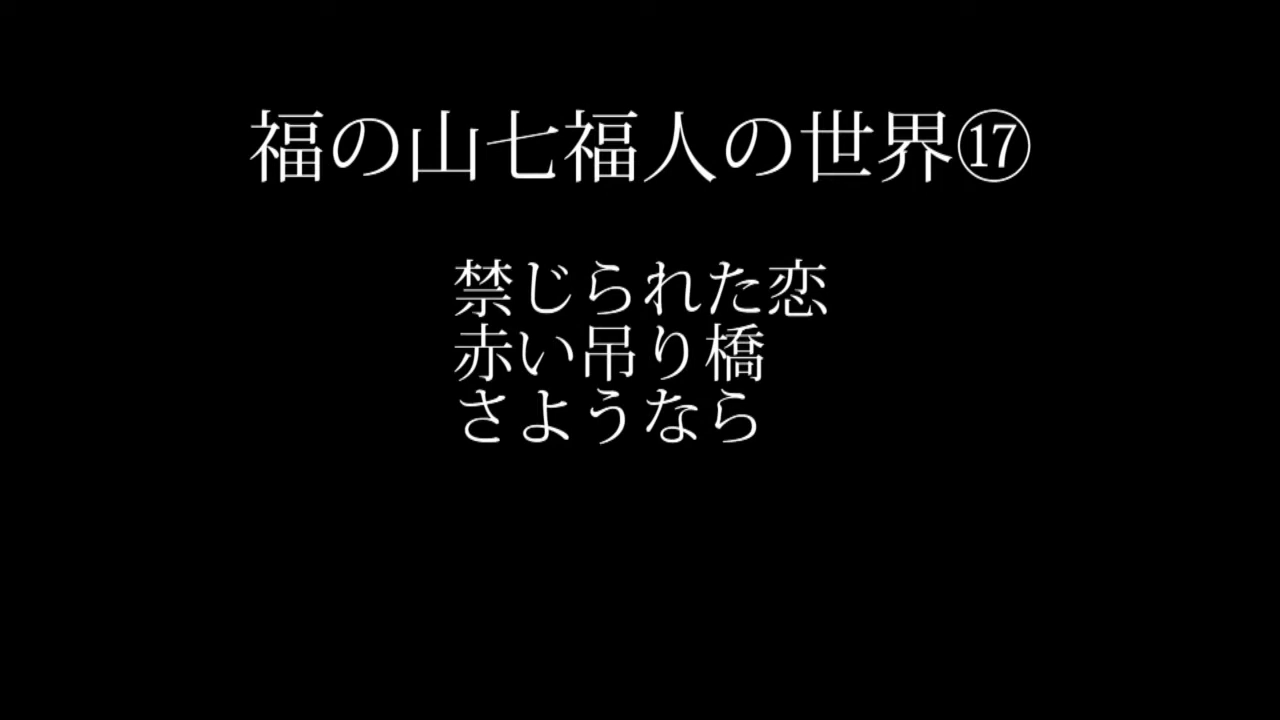 福の山七福人の世界⑰
禁じられた恋
赤い吊り橋
さようなら